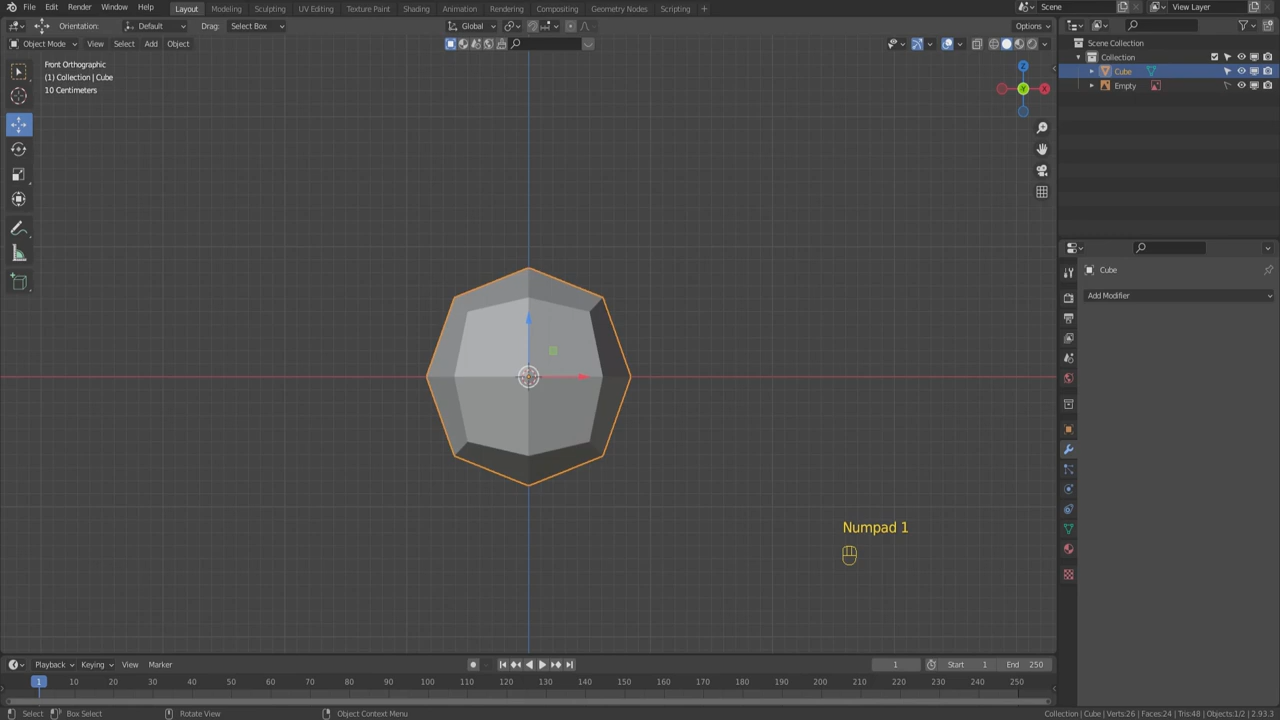 File Edit Render Window Help Layout Modeling Sculpting UV Editing Texture Paint Shading Animation Rendering Compositing Geometry Nodes Scripting + Scene View Layer
Orientation: Default Drag: Select Box Global Options
Object Mode View Select Add Object
Front Orthographic
(1) Collection | Cube
10 Centimeters
Z
Y
X
Scene Collection
Collection
Cube
Empty
Cube
Add Modifier
Numpad 1
Playback Keying View Marker 1 Start 1 End 250
1 10 20 30 40 50 60 70 80 90 100 110 120 130 140 150 160 170 180 190 200 210 220 230 240 250
Select Box Select Rotate View Object Context Menu Collection | Cube | Verts:26 | Faces:24 | Tris:48 | Objects:1/2 | 2.93.3